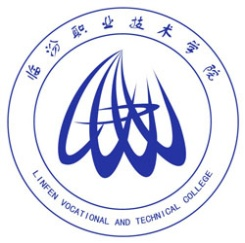 临汾职业技术学院
LINFEN VOCATIONAL AND TECHNICAL COLLEGE